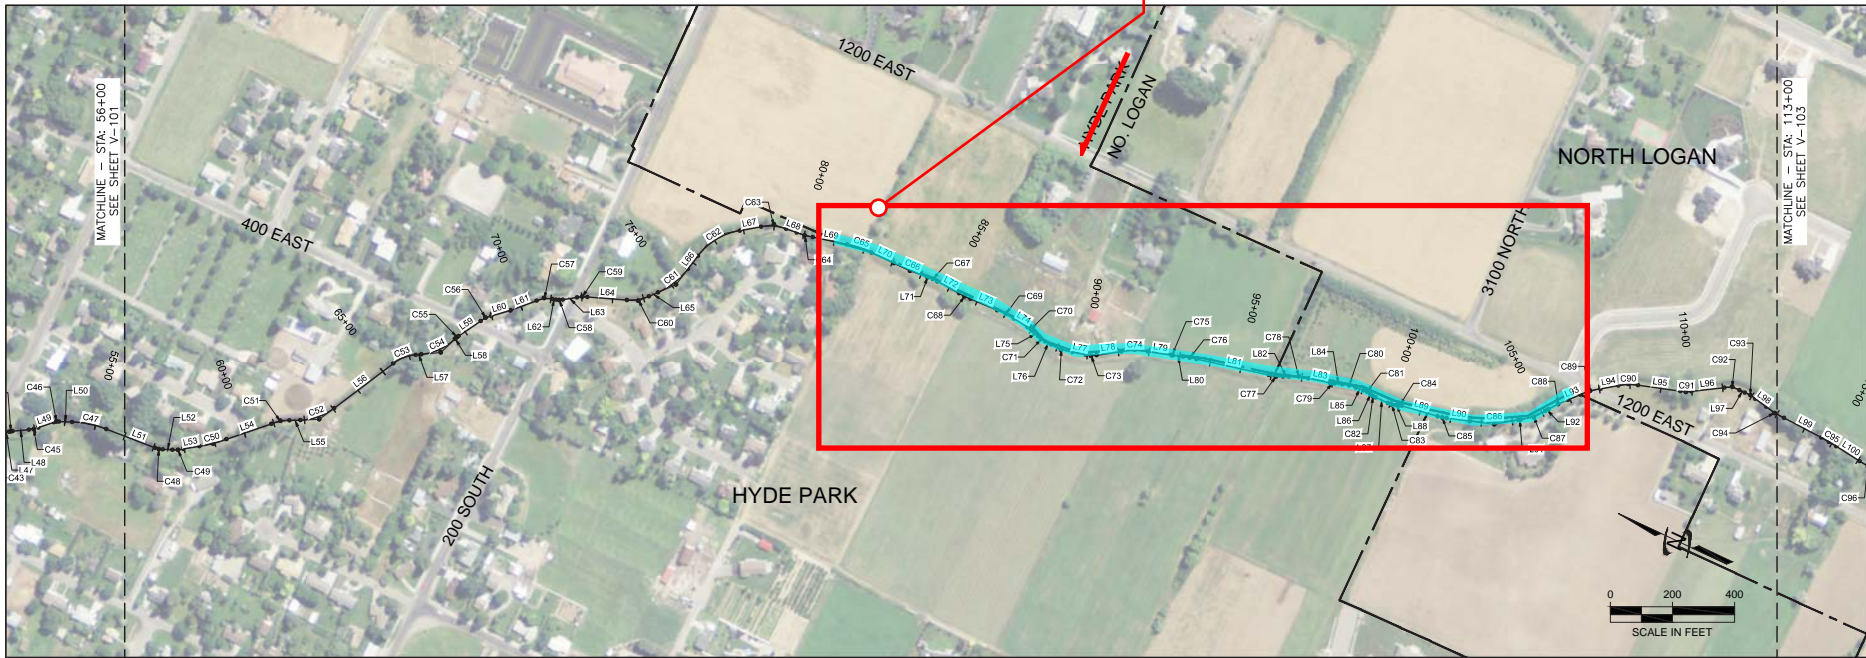 MATCHLINE - STA: 56+00
SEE SHEET V-101
MATCHLINE - STA: 113+00
SEE SHEET V-103
1200 EAST
HYDE PARK
NO. LOGAN
NORTH LOGAN
3100 NORTH
400 EAST
200 SOUTH
HYDE PARK
1200 EAST
55+00
60+00
65+00
70+00
75+00
80+00
85+00
90+00
95+00
100+00
105+00
110+00
C43
L47
L48
C45
L49
C46
L50
C47
L51
C48
L52
C49
L53
C50
L54
C51
L55
C52
L56
C53
L57
C54
C55
L58
L59
C56
L60
L61
C57
L62
C58
L63
C59
L64
C60
L65
C61
L66
C62
L67
C63
L68
C64
L69
C65
L70
C66
L71
C67
L72
C68
L73
C69
L74
C70
L75
C71
L76
C72
L77
C73
L78
C74
L79
C75
L80
C76
L81
C77
L82
C78
L83
C79
L84
C80
L85
C81
L86
C82
C83
L88
C84
L89
C85
L90
C86
C87
L92
C88
L93
C89
L94
C90
L95
C91
L96
C92
L97
C93
L98
C94
L99
C95
L100
C96
N
0 200 400
SCALE IN FEET